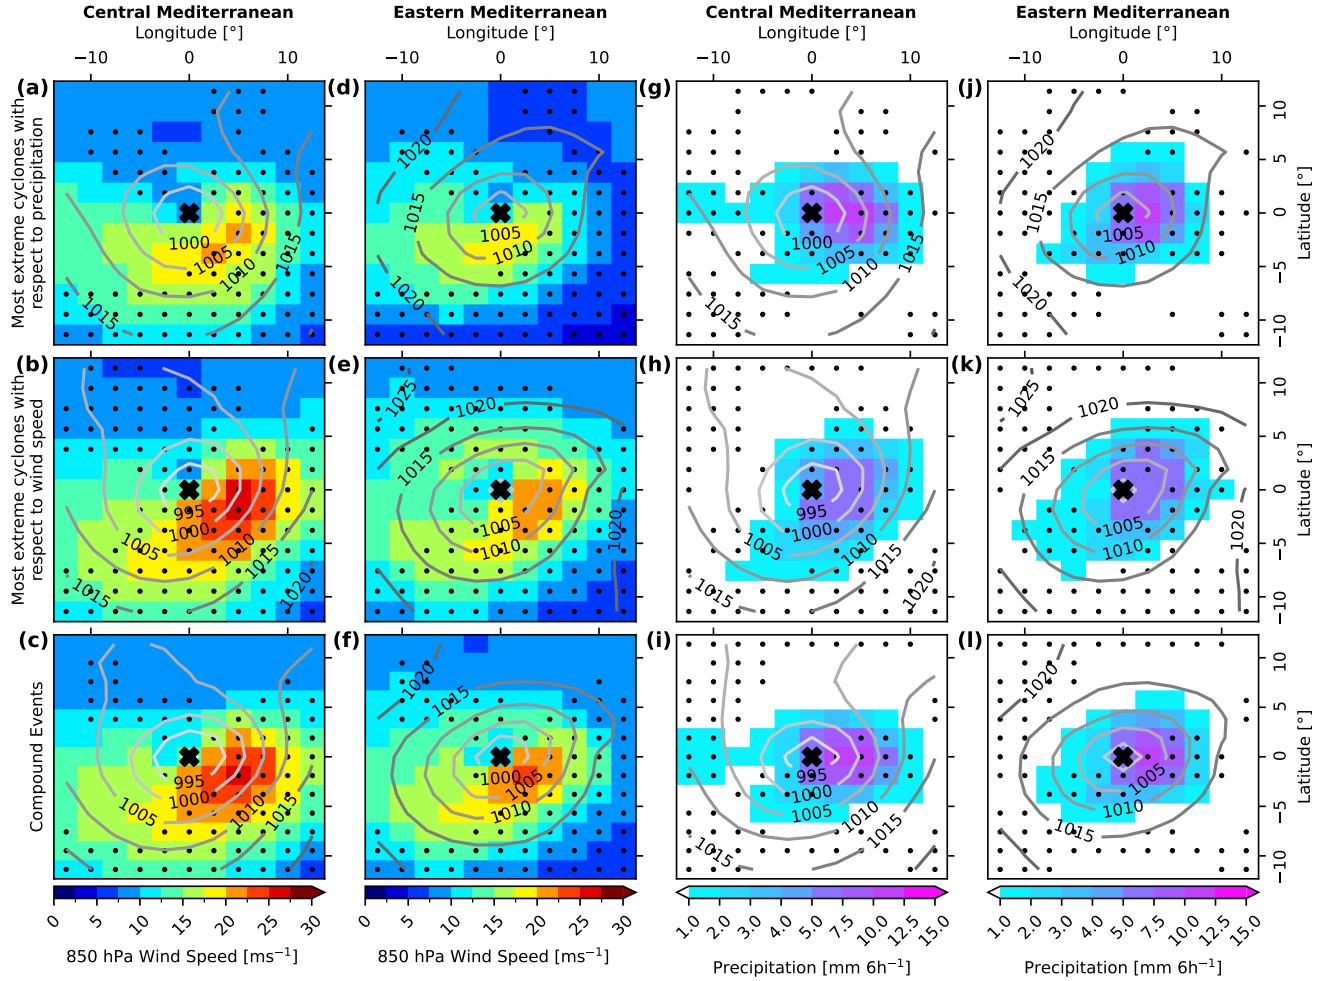 Central Mediterranean
Eastern Mediterranean
Central Mediterranean
Eastern Mediterranean
Longitude [°]
Longitude [°]
Longitude [°]
Longitude [°]
−10 0 10
−10 0 10
−10 0 10
−10 0 10
Most extreme cyclones with
respect to precipitation
(a)
1000
1005
1010
1015
1015
(d)
1020
1015
1005
1010
1020
(g)
1000
1005
1010
1015
1015
(j)
1020
1015
1005
1010
1020
10
5
0
−5
−10
Latitude [°]
Most extreme cyclones with
respect to wind speed
(b)
995
1000
1005
1010
1015
1015
1020
(e)
1025
1020
1015
1005
1010
1020
(h)
995
1000
1005
1010
1015
1015
1020
(k)
1025
1020
1015
1005
1010
1020
10
5
0
−5
−10
Latitude [°]
Compound Events
(c)
995
1000
1005
1010
1015
(f)
1020
1015
1000
1005
1010
(i)
995
1000
1005
1010
1015
1015
(l)
1020
1005
1010
1015
10
5
0
−5
−10
Latitude [°]
0 5 10 15 20 25 30
850 hPa Wind Speed [ms⁻¹]
0 5 10 15 20 25 30
850 hPa Wind Speed [ms⁻¹]
1.0 2.0 3.0 4.0 5.0 7.5 10.0 12.5 15.0
Precipitation [mm 6h⁻¹]
1.0 2.0 3.0 4.0 5.0 7.5 10.0 12.5 15.0
Precipitation [mm 6h⁻¹]